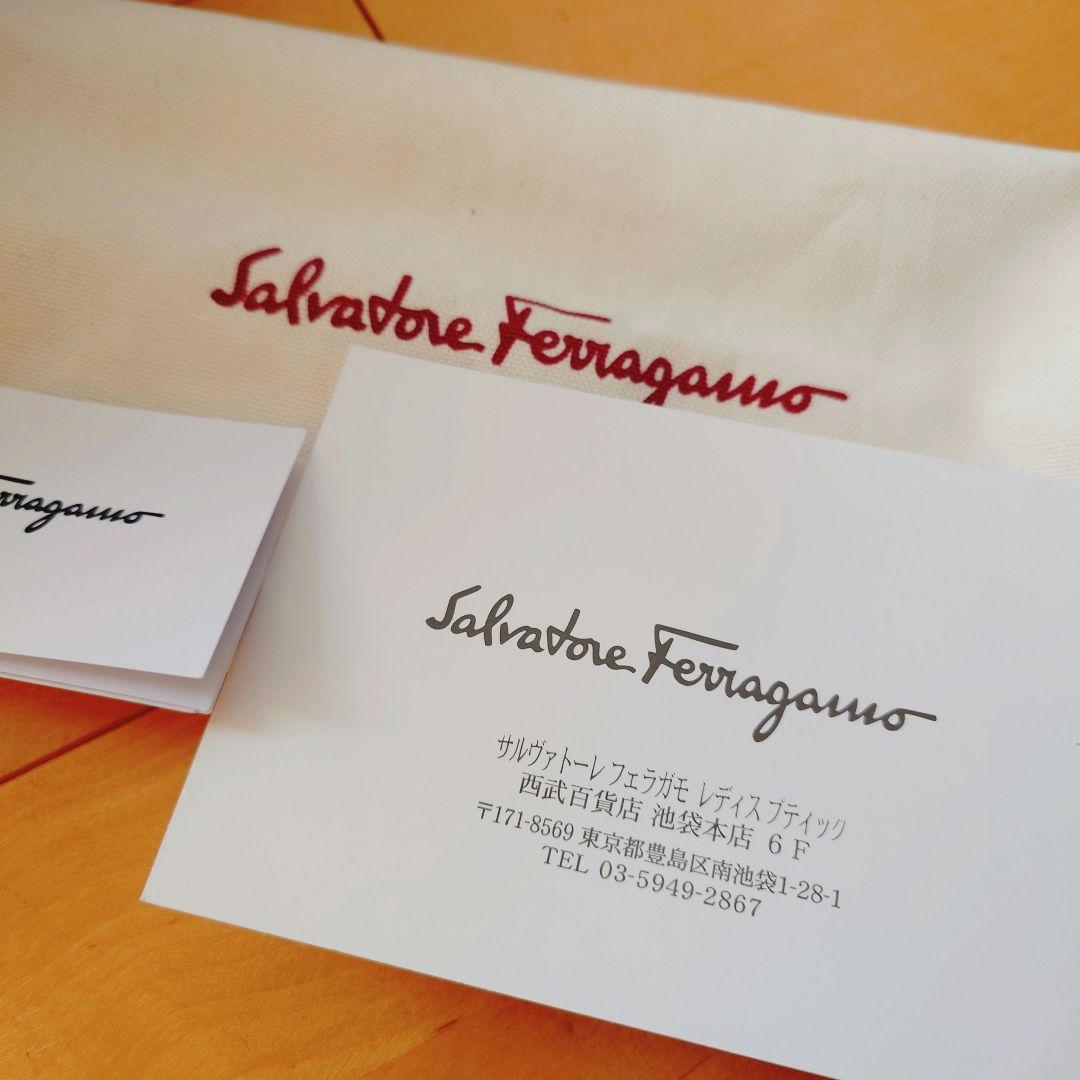 Salvatore Ferragamo
rragamo
Salvatore Ferragamo
サルヴァトーレ フェラガモ レディス ブティック
西武百貨店 池袋本店 6F
〒171-8569 東京都豊島区南池袋1-28-1
TEL 03-5949-2867